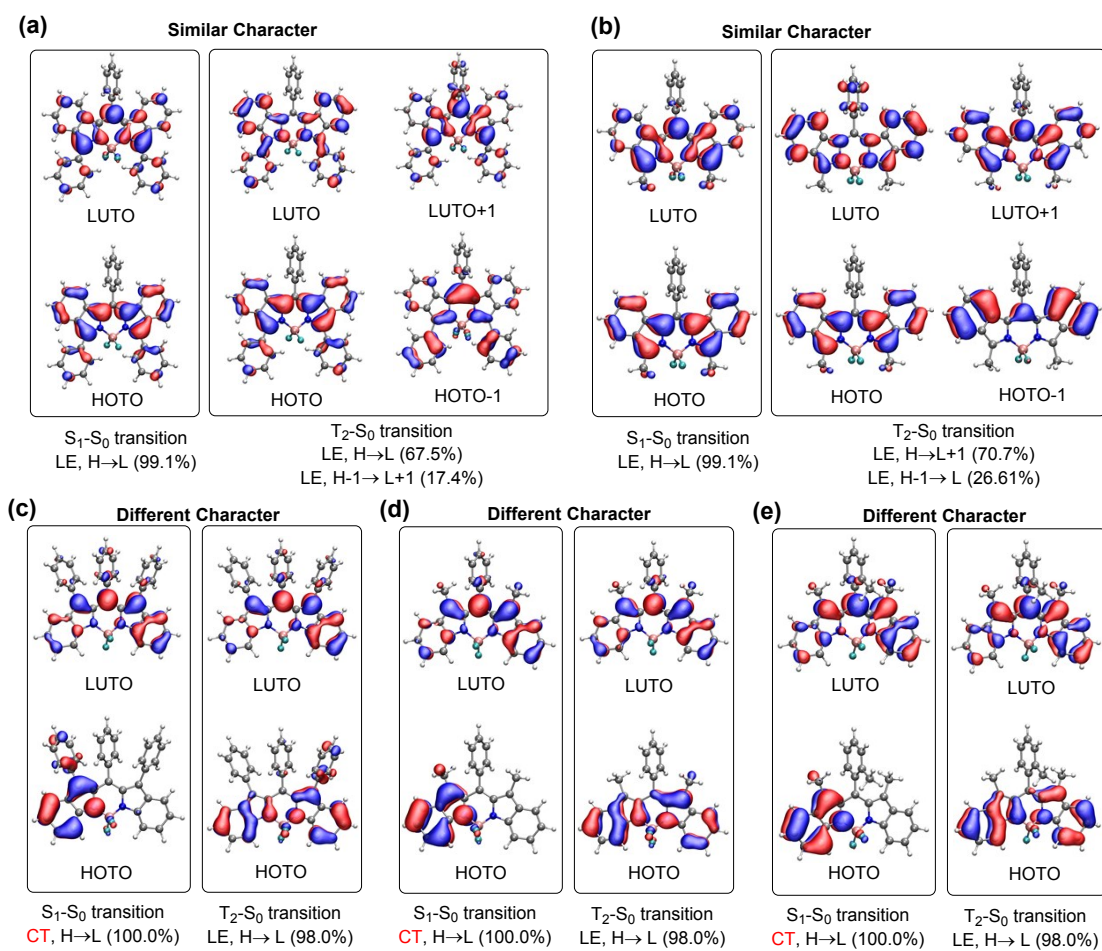 (a)
Similar Character
LUTO
LUTO
LUTO+1
HOTO
HOTO
HOTO-1
S₁-S₀ transition
LE, H→L (99.1%)
T₂-S₀ transition
LE, H→L (67.5%)
LE, H-1→ L+1 (17.4%)
(b)
Similar Character
LUTO
LUTO
LUTO+1
HOTO
HOTO
HOTO-1
S₁-S₀ transition
LE, H→L (99.1%)
T₂-S₀ transition
LE, H→L+1 (70.7%)
LE, H-1→ L (26.61%)
(c)
Different Character
LUTO
LUTO
HOTO
HOTO
S₁-S₀ transition
CT, H→L (100.0%)
T₂-S₀ transition
LE, H→ L (98.0%)
(d)
Different Character
LUTO
LUTO
HOTO
HOTO
S₁-S₀ transition
CT, H→L (100.0%)
T₂-S₀ transition
LE, H→ L (98.0%)
(e)
Different Character
LUTO
LUTO
HOTO
HOTO
S₁-S₀ transition
CT, H→L (100.0%)
T₂-S₀ transition
LE, H→ L (98.0%)